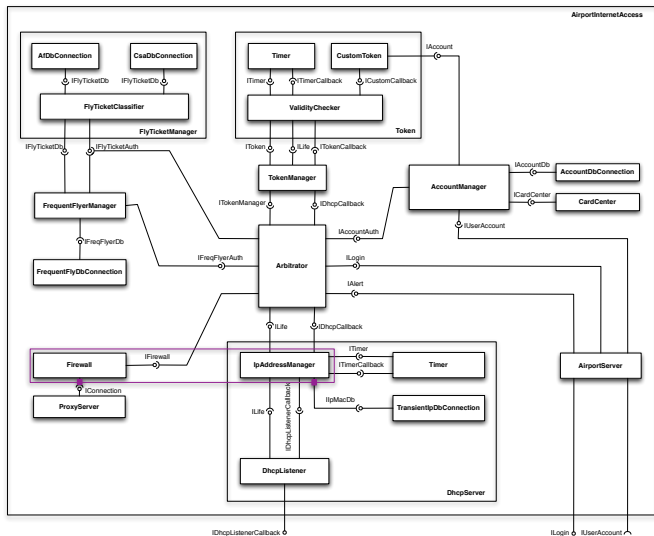 AirportInternetAccess
AfDbConnection
CsaDbConnection
IFlyTicketDb
IFlyTicketDb
FlyTicketClassifier
FlyTicketManager
IFlyTicketDb
IFlyTicketAuth
Timer
CustomToken
IAccount
ITimer
ITimerCallback
ICustomCallback
ValidityChecker
Token
IToken
ILife
ITokenCallback
TokenManager
ITokenManager
IDhcpCallback
AccountManager
IAccountDb
AccountDbConnection
ICardCenter
CardCenter
IUserAccount
FrequentFlyerManager
IFreqFlyerDb
FrequentFlyDbConnection
IFreqFlyerAuth
Arbitrator
IAccountAuth
ILogin
IAlert
ILife
IDhcpCallback
Firewall
IFirewall
IConnection
ProxyServer
IpAddressManager
ITimer
ITimerCallback
Timer
AirportServer
IIpMacDb
TransientIpDbConnection
ILife
IDhcpListenerCallback
DhcpListener
DhcpServer
IDhcpListenerCallback
ILogin
IUserAccount